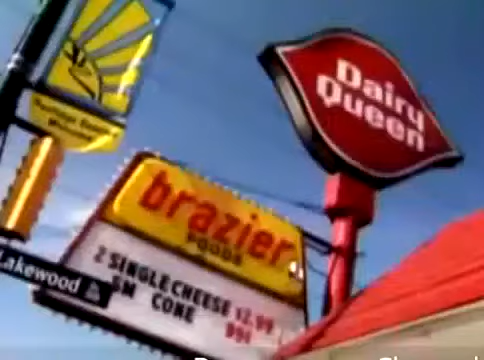 Dairy
Queen
brazier
FOODS
2 SINGLE CHEESE $2.99
SM CONE 99¢
Lakewood